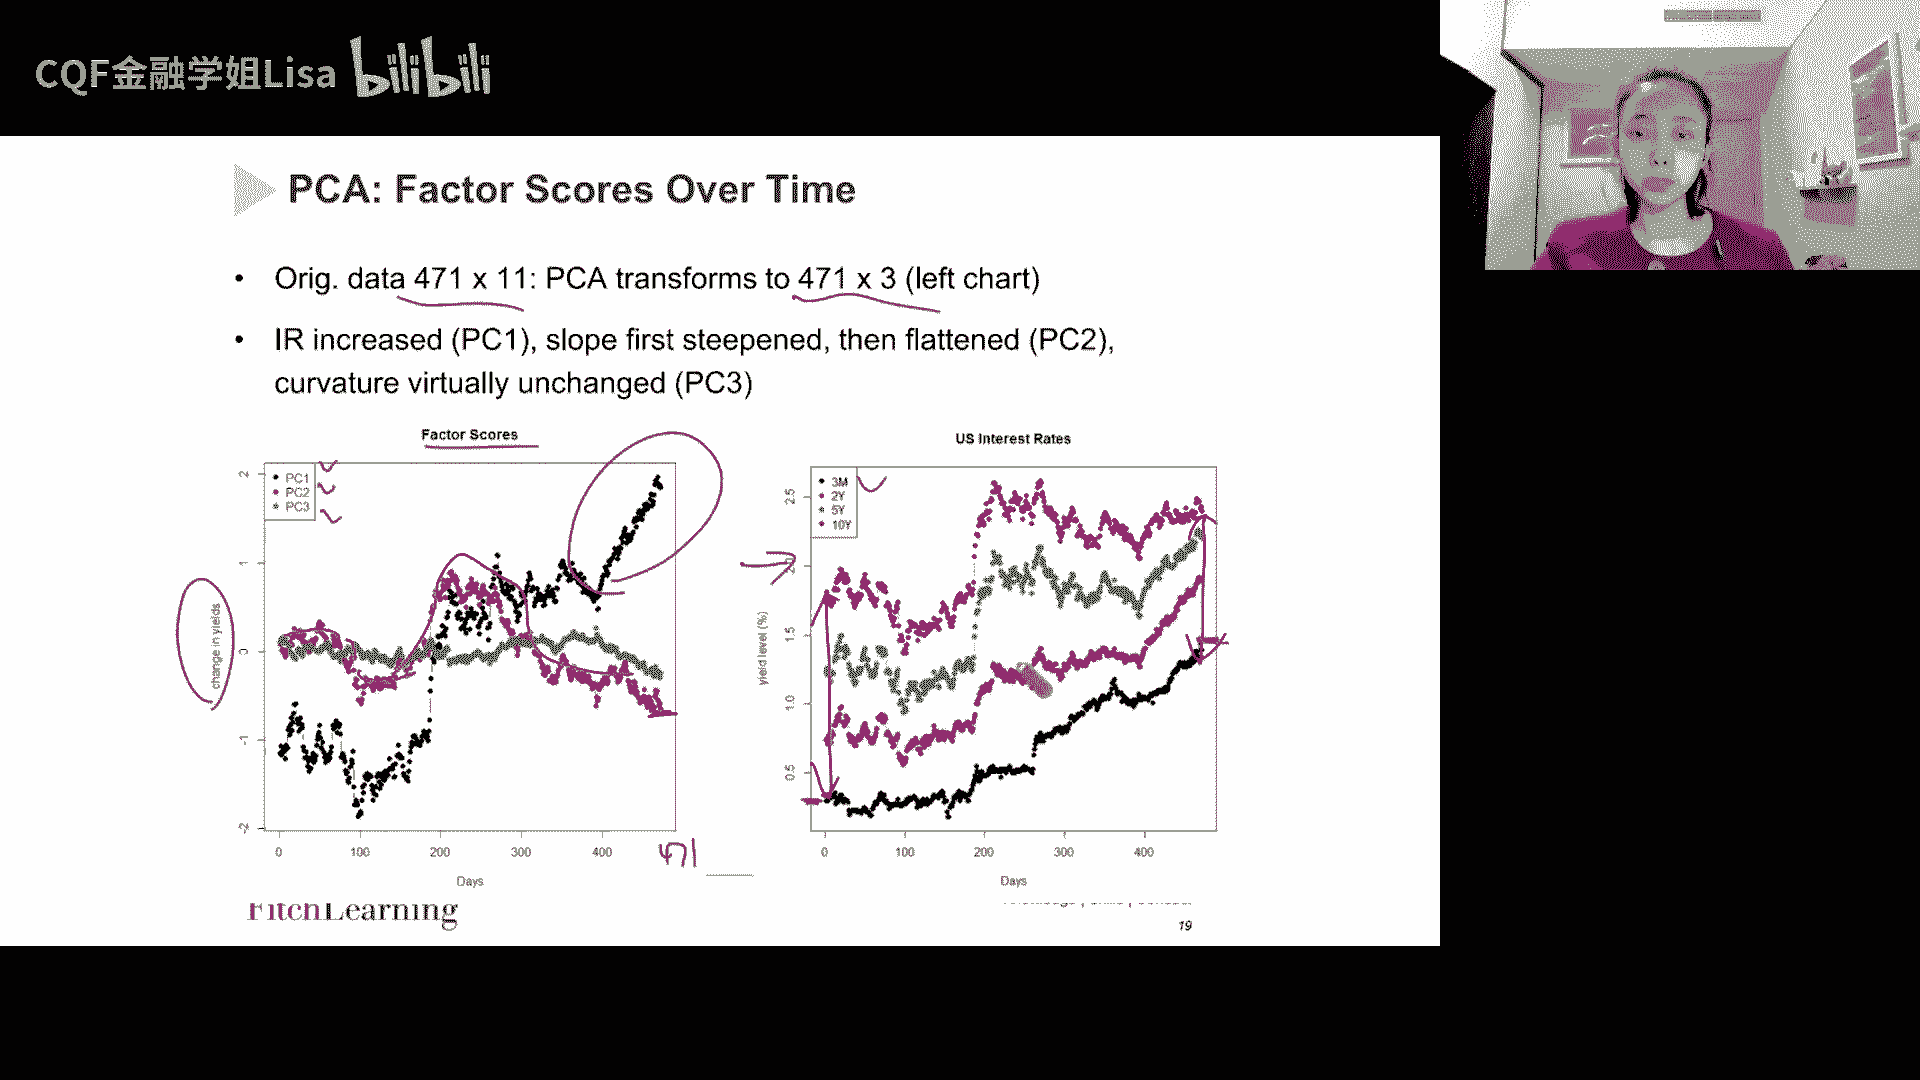 CQF金融学姐Lisa bilibili
PCA: Factor Scores Over Time
• Orig. data 471 x 11: PCA transforms to 471 x 3 (left chart)
• IR increased (PC1), slope first steepened, then flattened (PC2),
curvature virtually unchanged (PC3)
Factor Scores
PC1
PC2
PC3
change in yields
2
1
0
-1
-2
0 100 200 300 400
471
Days
US Interest Rates
3M
2Y
5Y
10Y
yield level (%)
2.5
2.0
1.5
1.0
0.5
0 100 200 300 400
Days
FitchLearning
19